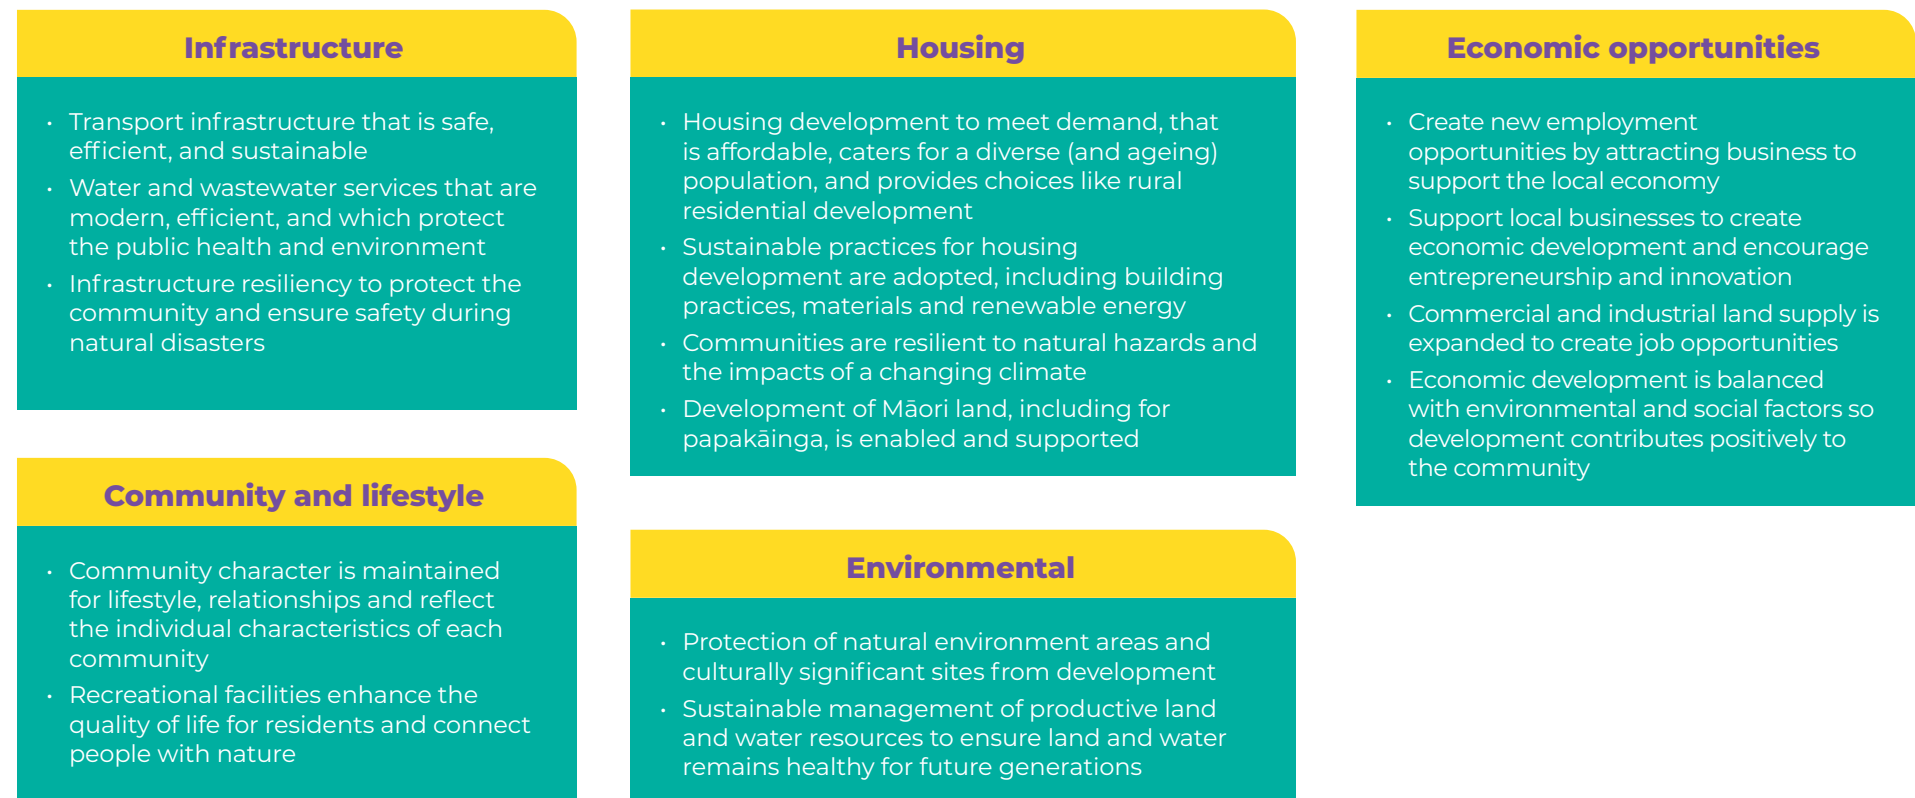 Infrastructure
• Transport infrastructure that is safe,
efficient, and sustainable
• Water and wastewater services that are
modern, efficient, and which protect
the public health and environment
• Infrastructure resiliency to protect the
community and ensure safety during
natural disasters
Community and lifestyle
• Community character is maintained
for lifestyle, relationships and reflect
the individual characteristics of each
community
• Recreational facilities enhance the
quality of life for residents and connect
people with nature
Housing
• Housing development to meet demand, that
is affordable, caters for a diverse (and ageing)
population, and provides choices like rural
residential development
• Sustainable practices for housing
development are adopted, including building
practices, materials and renewable energy
• Communities are resilient to natural hazards and
the impacts of a changing climate
• Development of Māori land, including for
papakāinga, is enabled and supported
Environmental
• Protection of natural environment areas and
culturally significant sites from development
• Sustainable management of productive land
and water resources to ensure land and water
remains healthy for future generations
Economic opportunities
• Create new employment
opportunities by attracting business to
support the local economy
• Support local businesses to create
economic development and encourage
entrepreneurship and innovation
• Commercial and industrial land supply is
expanded to create job opportunities
• Economic development is balanced
with environmental and social factors so
development contributes positively to
the community